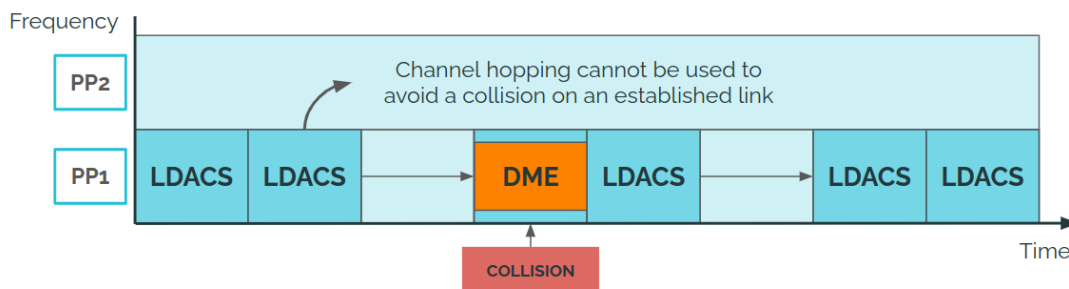 Frequency
PP2
Channel hopping cannot be used to
avoid a collision on an established link
PP1
LDACS
LDACS
DME
LDACS
LDACS
LDACS
Time
COLLISION